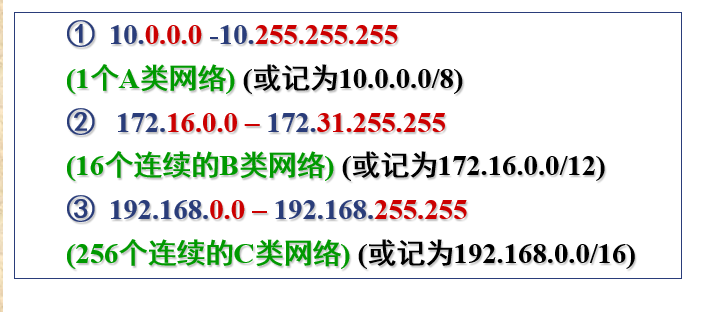 ① 10.0.0.0 -10.255.255.255
(1个A类网络) (或记为10.0.0.0/8)
② 172.16.0.0 – 172.31.255.255
(16个连续的B类网络) (或记为172.16.0.0/12)
③ 192.168.0.0 – 192.168.255.255
(256个连续的C类网络) (或记为192.168.0.0/16)